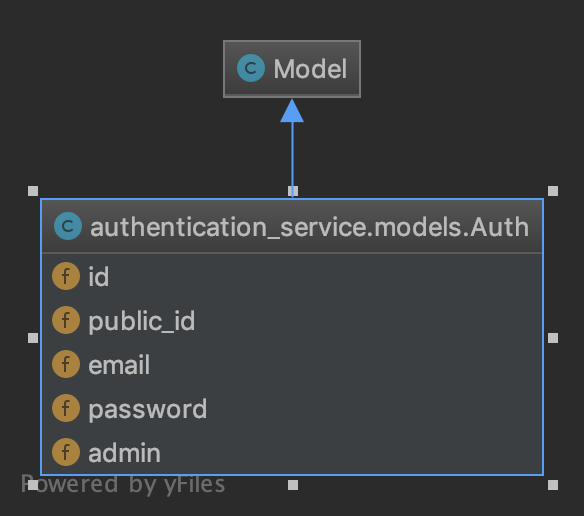 C Model
C authentication_service.models.Auth
f id
f public_id
f email
f password
f admin
Powered by yFiles